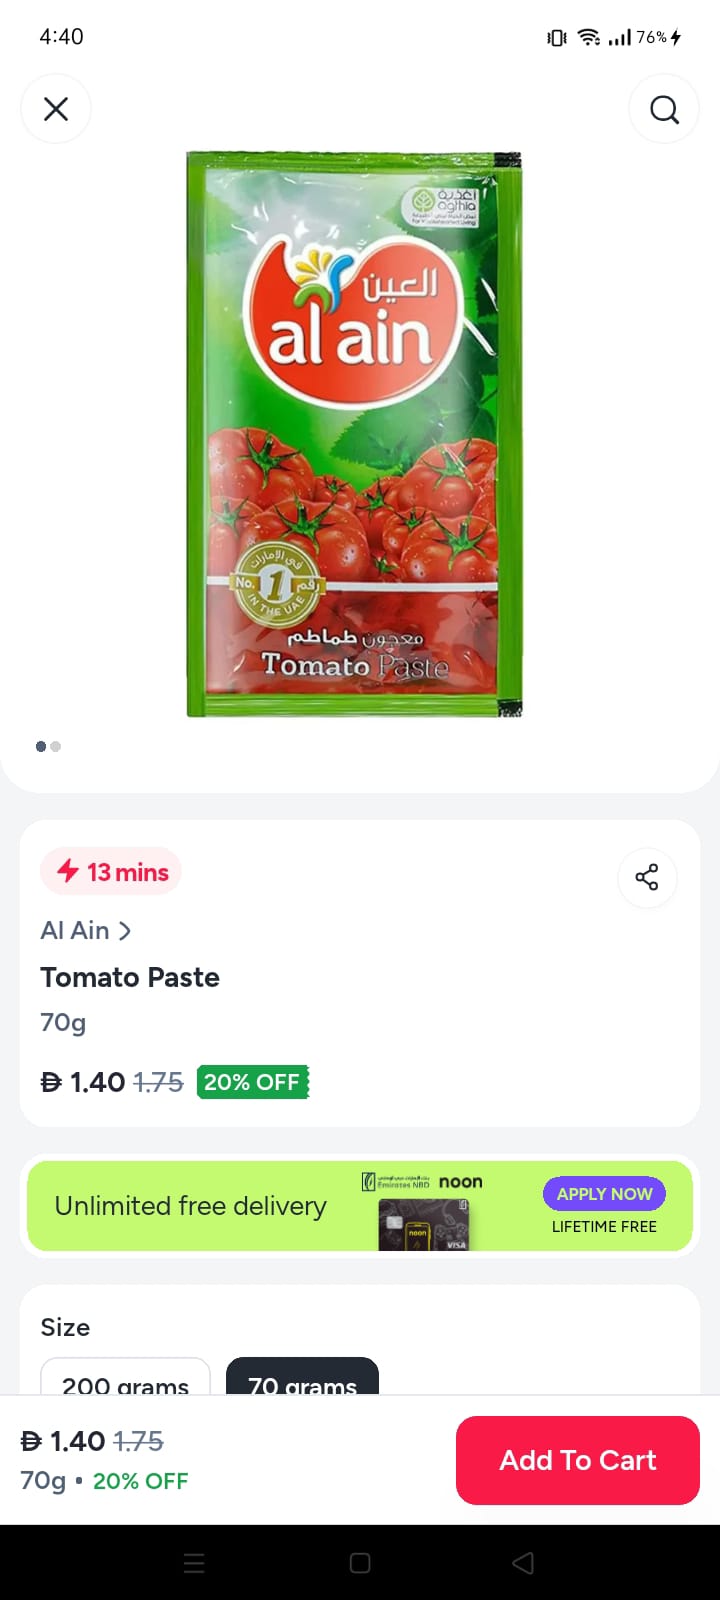 4:40
76%
أغذية
agthia
العين
al ain
في الإمارات
No. 1 رقم
IN THE UAE
معجون طماطم
Tomato Paste
13 mins
Al Ain
Tomato Paste
70g
1.40 1.75 20% OFF
Emirates NBD noon
Unlimited free delivery
APPLY NOW
noon
VISA
LIFETIME FREE
Size
200 grams 70 grams
1.40 1.75
70g • 20% OFF
Add To Cart